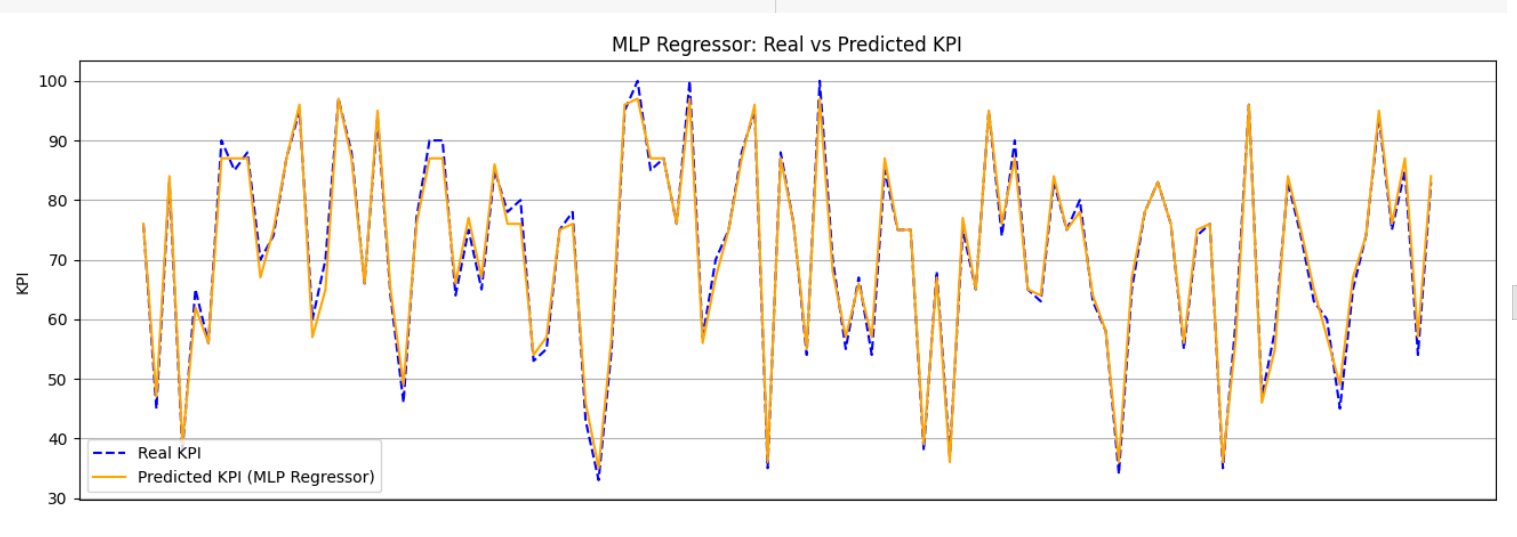 MLP Regressor: Real vs Predicted KPI
100
90
80
70
60
50
40
30
KPI
Real KPI
Predicted KPI (MLP Regressor)